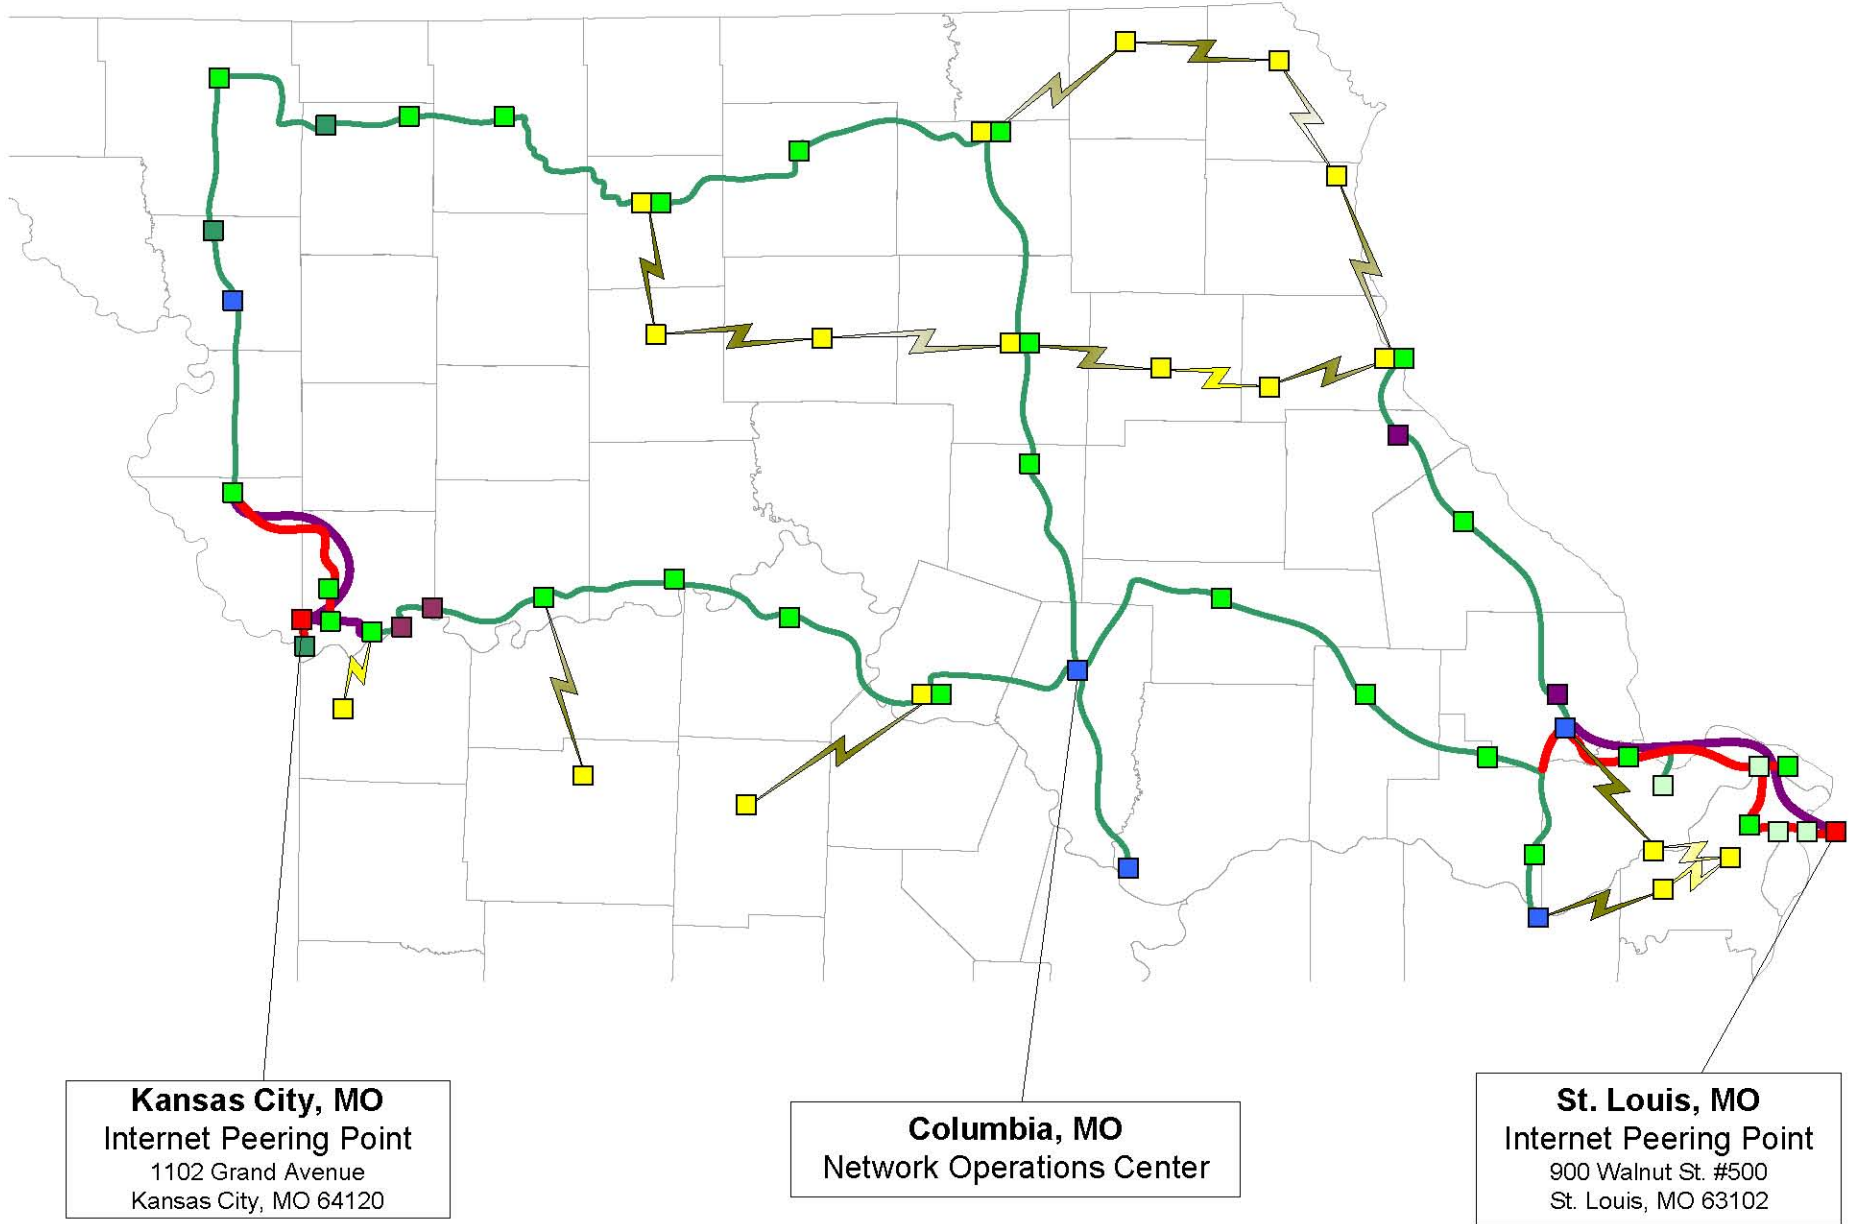 Kansas City, MO
Internet Peering Point
1102 Grand Avenue
Kansas City, MO 64120
Columbia, MO
Network Operations Center
St. Louis, MO
Internet Peering Point
900 Walnut St. #500
St. Louis, MO 63102